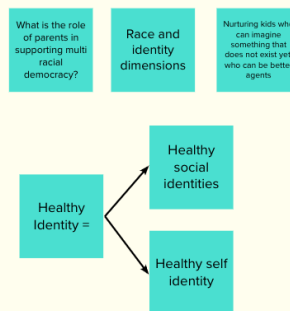 What is the role
of parents in
supporting multi
racial
democracy?
Race and
identity
dimensions
Nurturing kids who
can imagine
something that
does not exist yet
who can be better
agents
Healthy
social
identities
Healthy
Identity =
Healthy self
identity